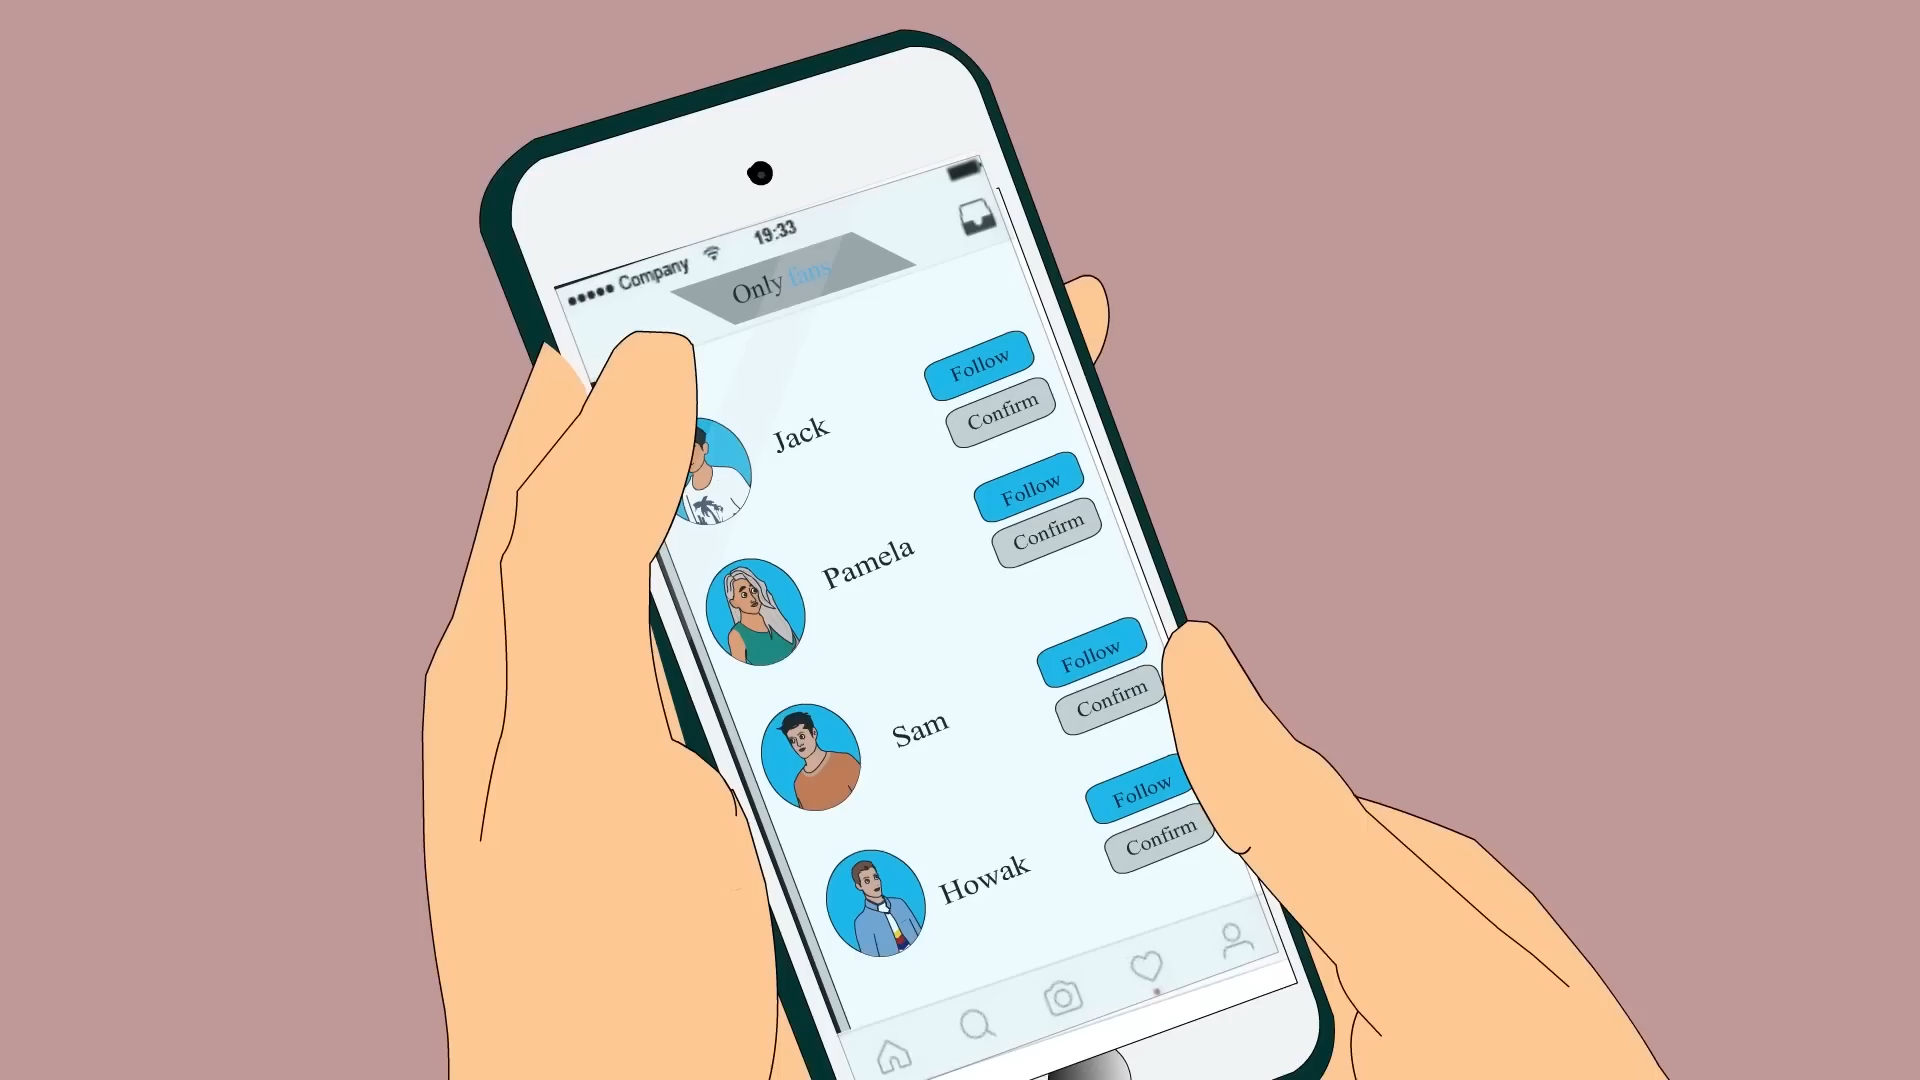 Company 19:33
Only fans
Jack
Follow
Confirm
Pamela
Follow
Confirm
Sam
Follow
Confirm
Howak
Follow
Confirm